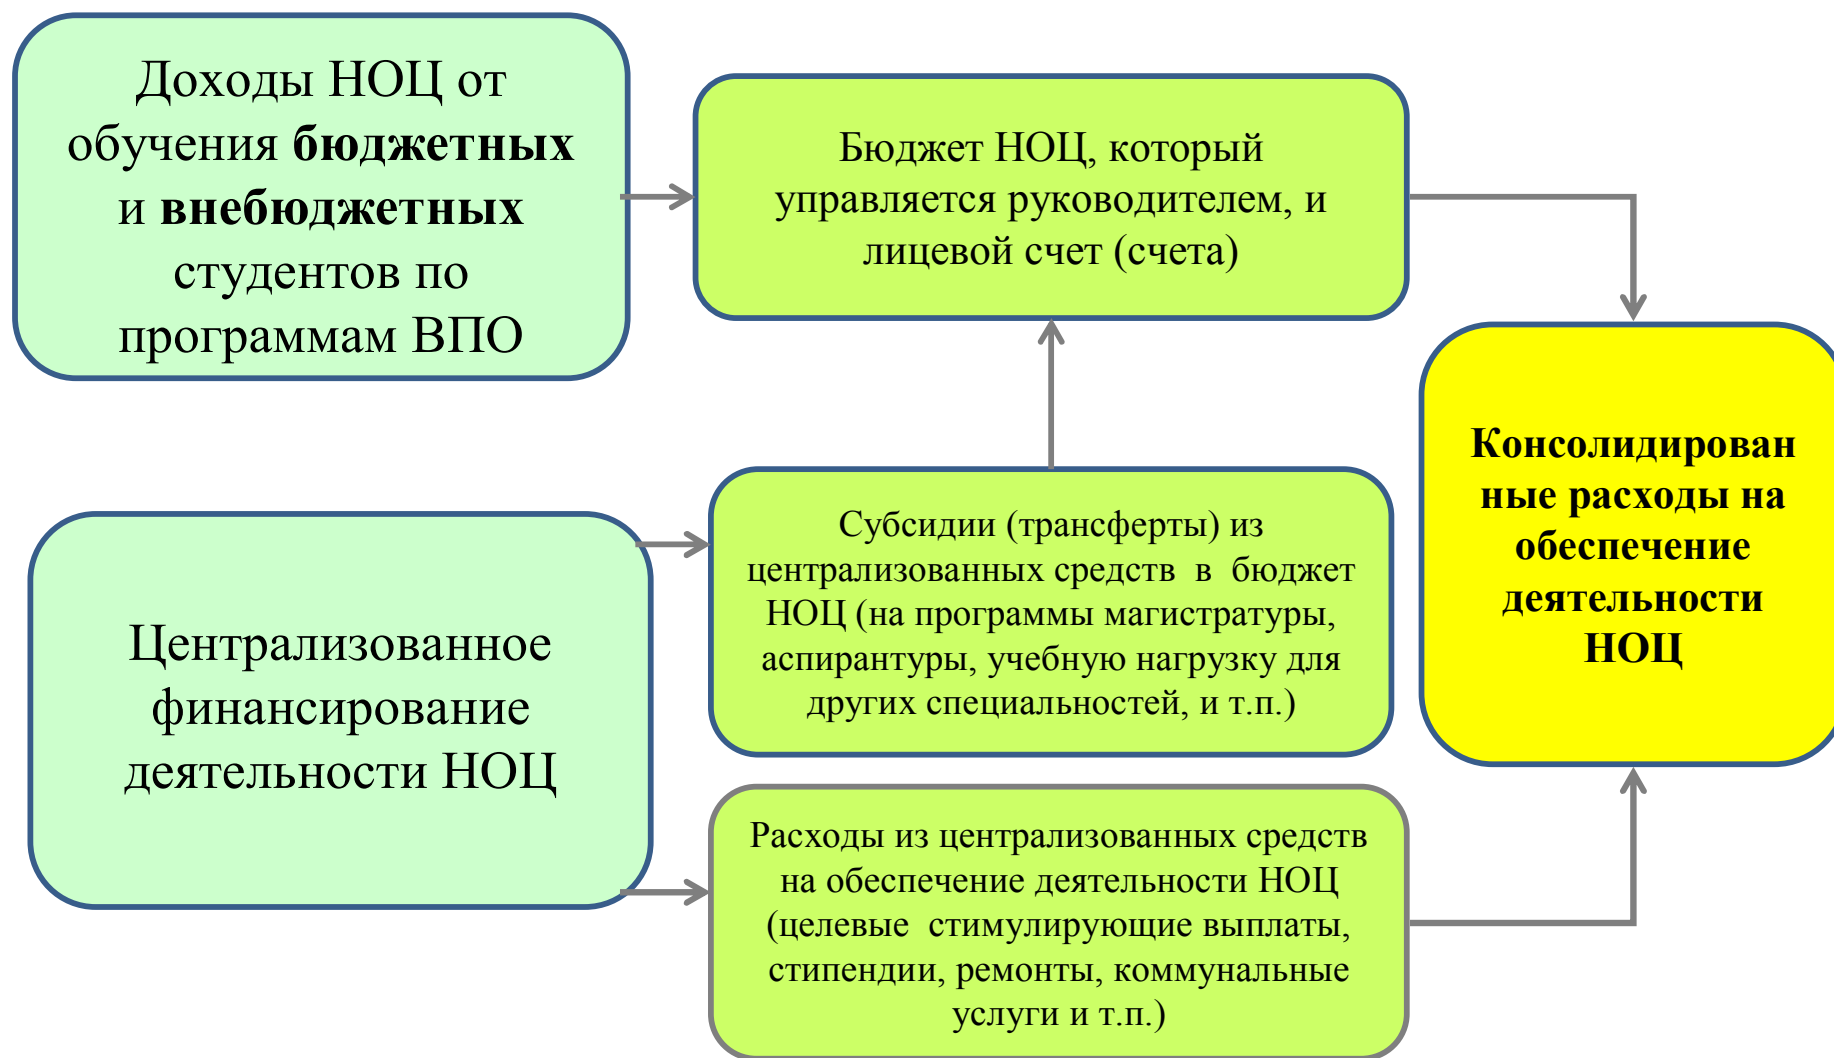 Доходы НОЦ от
обучения бюджетных
и внебюджетных
студентов по
программам ВПО
Бюджет НОЦ, который
управляется руководителем, и
лицевой счет (счета)
Централизованное
финансирование
деятельности НОЦ
Субсидии (трансферты) из
централизованных средств в бюджет
НОЦ (на программы магистратуры,
аспирантуры, учебную нагрузку для
других специальностей, и т.п.)
Расходы из централизованных средств
на обеспечение деятельности НОЦ
(целевые стимулирующие выплаты,
стипендии, ремонты, коммунальные
услуги и т.п.)
Консолидирован
ные расходы на
обеспечение
деятельности
НОЦ